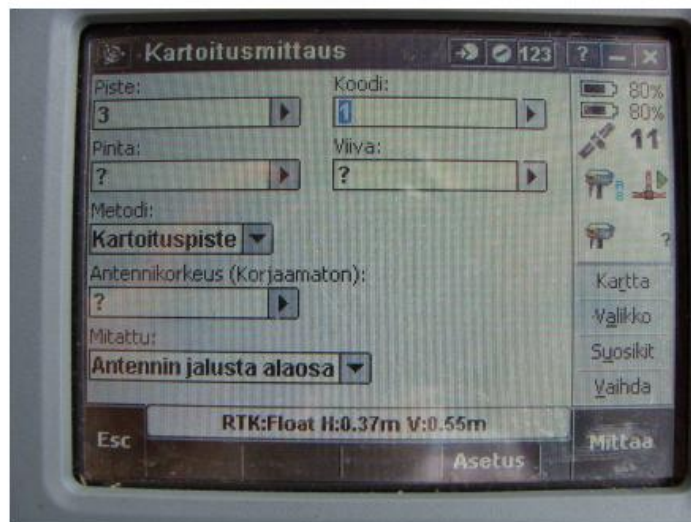 Kartoitusmittaus 123 ? – ×
Piste: Koodi:
3 1
Pinta: Viiva:
? ?
Metodi:
Kartoituspiste
Antennikorkeus (Korjaamaton):
?
Mitattu:
Antennin jalusta alaosa
80%
80%
11
?
Kartta
Valikko
Suosikit
Vaihda
RTK:Float H:0.37m V:0.55m
Esc Asetus Mittaa